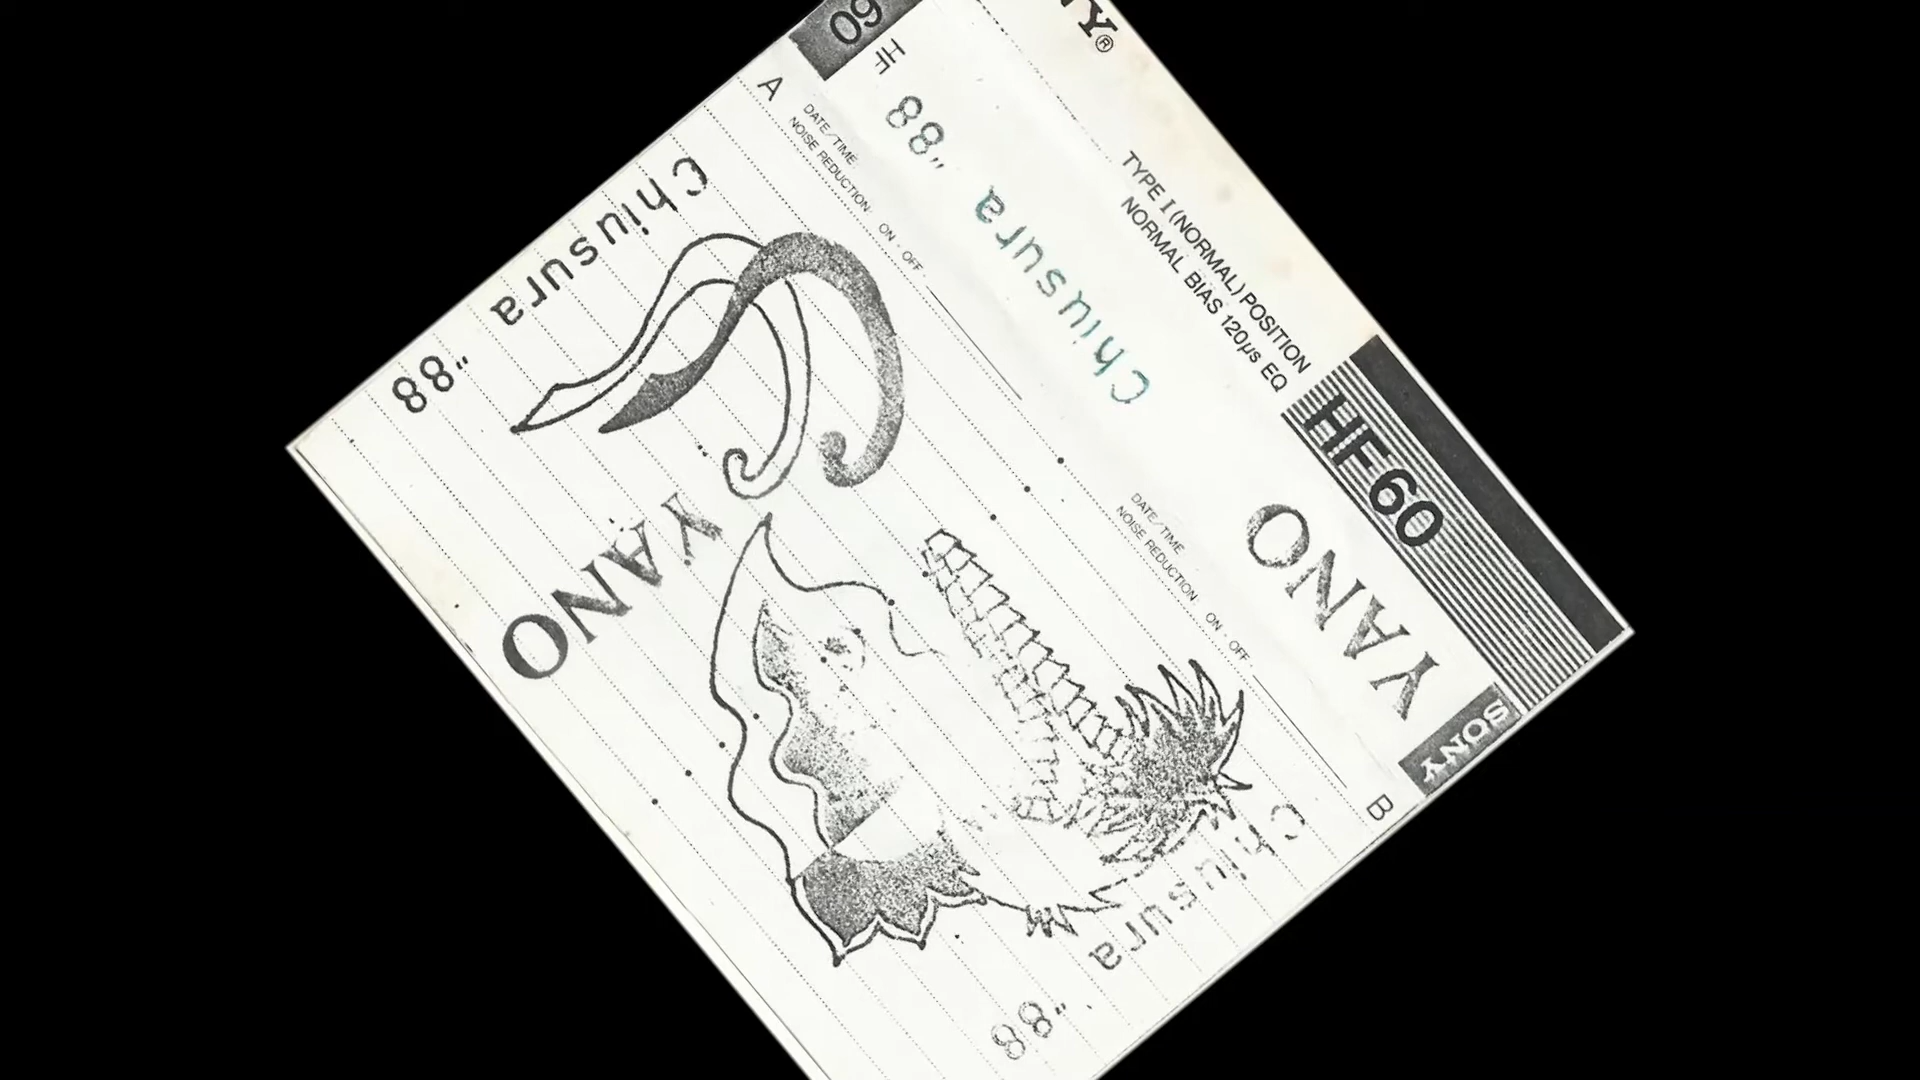 60
HF
A
DATE/TIME
NOISE REDUCTION · ON · OFF
Chiusura
"88
YANO
Chiusura "88
NY®
TYPE I (NORMAL) POSITION
NORMAL BIAS 120µs EQ
HF60
YANO
SONY
B
DATE/TIME
NOISE REDUCTION · ON · OFF
Chiusura
"88